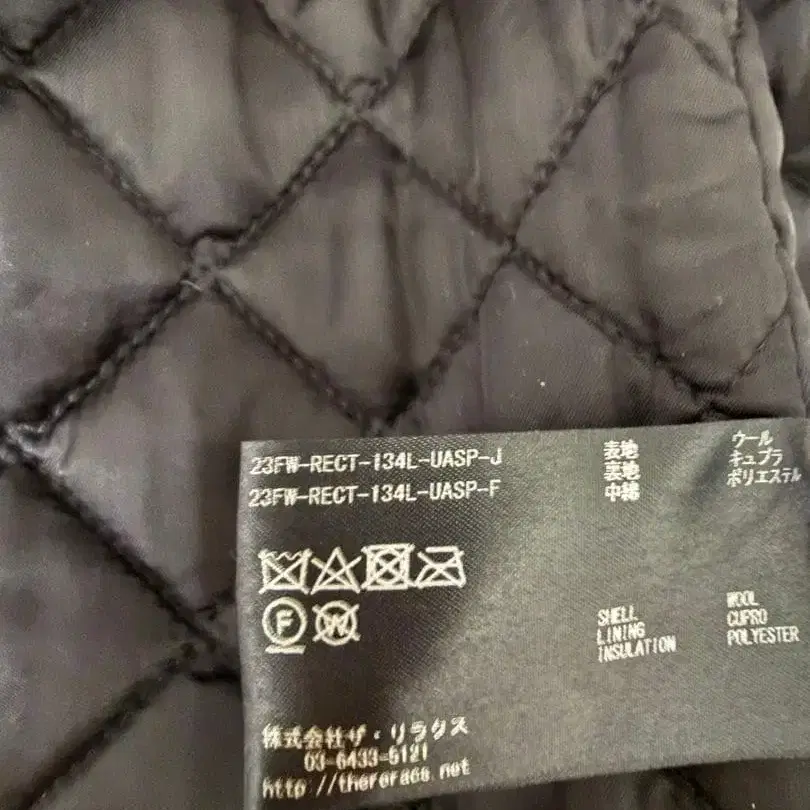 23FW-RECT-134L-UASP-J
23FW-RECT-134L-UASP-F
表地 ウール
裏地 キュプラ
中綿 ポリエステル
F
W
SHELL WOOL
LINING CUPRO
INSULATION POLYESTER
株式会社ザ・リラクス
03-6433-5121
http://thereracs.net